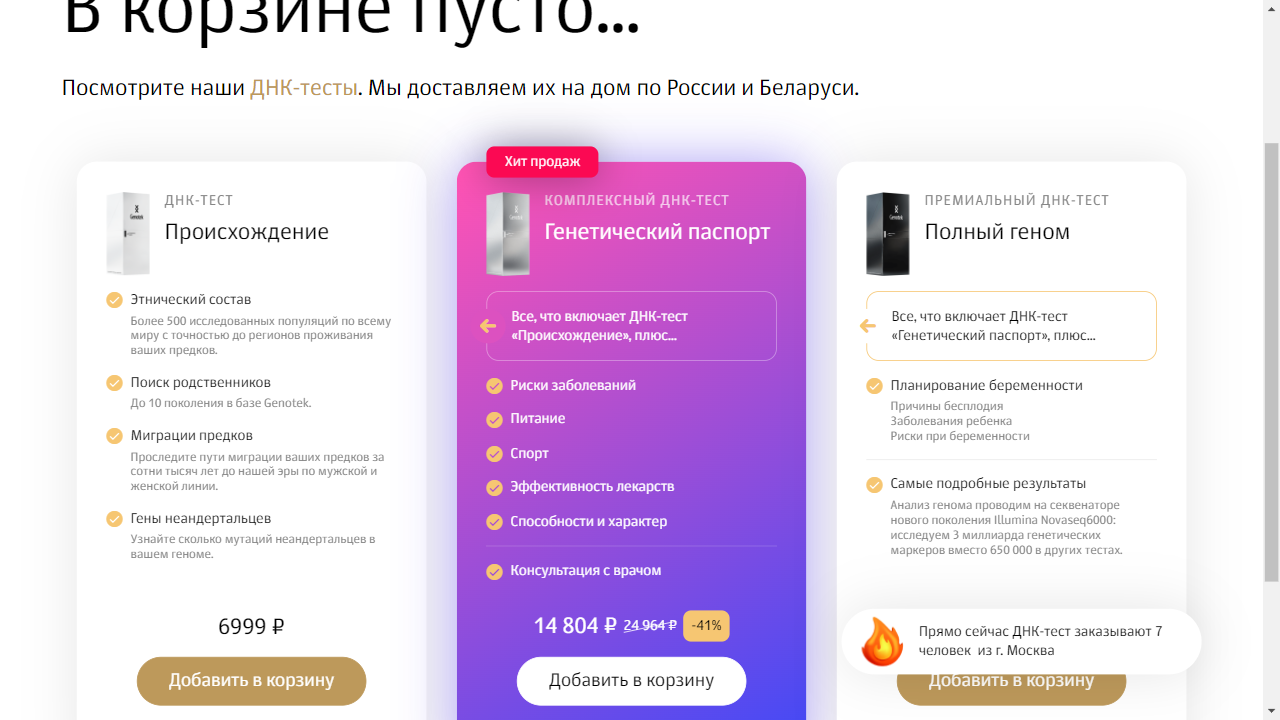 В корзине пусто...
Посмотрите наши ДНК-тесты. Мы доставляем их на дом по России и Беларуси.
ДНК-ТЕСТ
Происхождение
Genotek
Этнический состав
Более 500 исследованных популяций по всему
миру с точностью до регионов проживания
ваших предков.
Поиск родственников
До 10 поколения в базе Genotek.
Миграции предков
Проследите пути миграции ваших предков за
сотни тысяч лет до нашей эры по мужской и
женской линии.
Гены неандертальцев
Узнайте сколько мутаций неандертальцев в
вашем геноме.
6999 ₽
Добавить в корзину
Хит продаж
КОМПЛЕКСНЫЙ ДНК-ТЕСТ
Генетический паспорт
Genotek
Все, что включает ДНК-тест
«Происхождение», плюс...
Риски заболеваний
Питание
Спорт
Эффективность лекарств
Способности и характер
Консультация с врачом
14 804 ₽ 24 964 ₽ -41%
Добавить в корзину
ПРЕМИАЛЬНЫЙ ДНК-ТЕСТ
Полный геном
Genotek
Все, что включает ДНК-тест
«Генетический паспорт», плюс...
Планирование беременности
Причины бесплодия
Заболевания ребенка
Риски при беременности
Самые подробные результаты
Анализ генома проводим на секвенаторе
нового поколения Illumina Novaseq6000:
исследуем 3 миллиарда генетических
маркеров вместо 650 000 в других тестах.
Прямо сейчас ДНК-тест заказывают 7
человек из г. Москва
Добавить в корзину